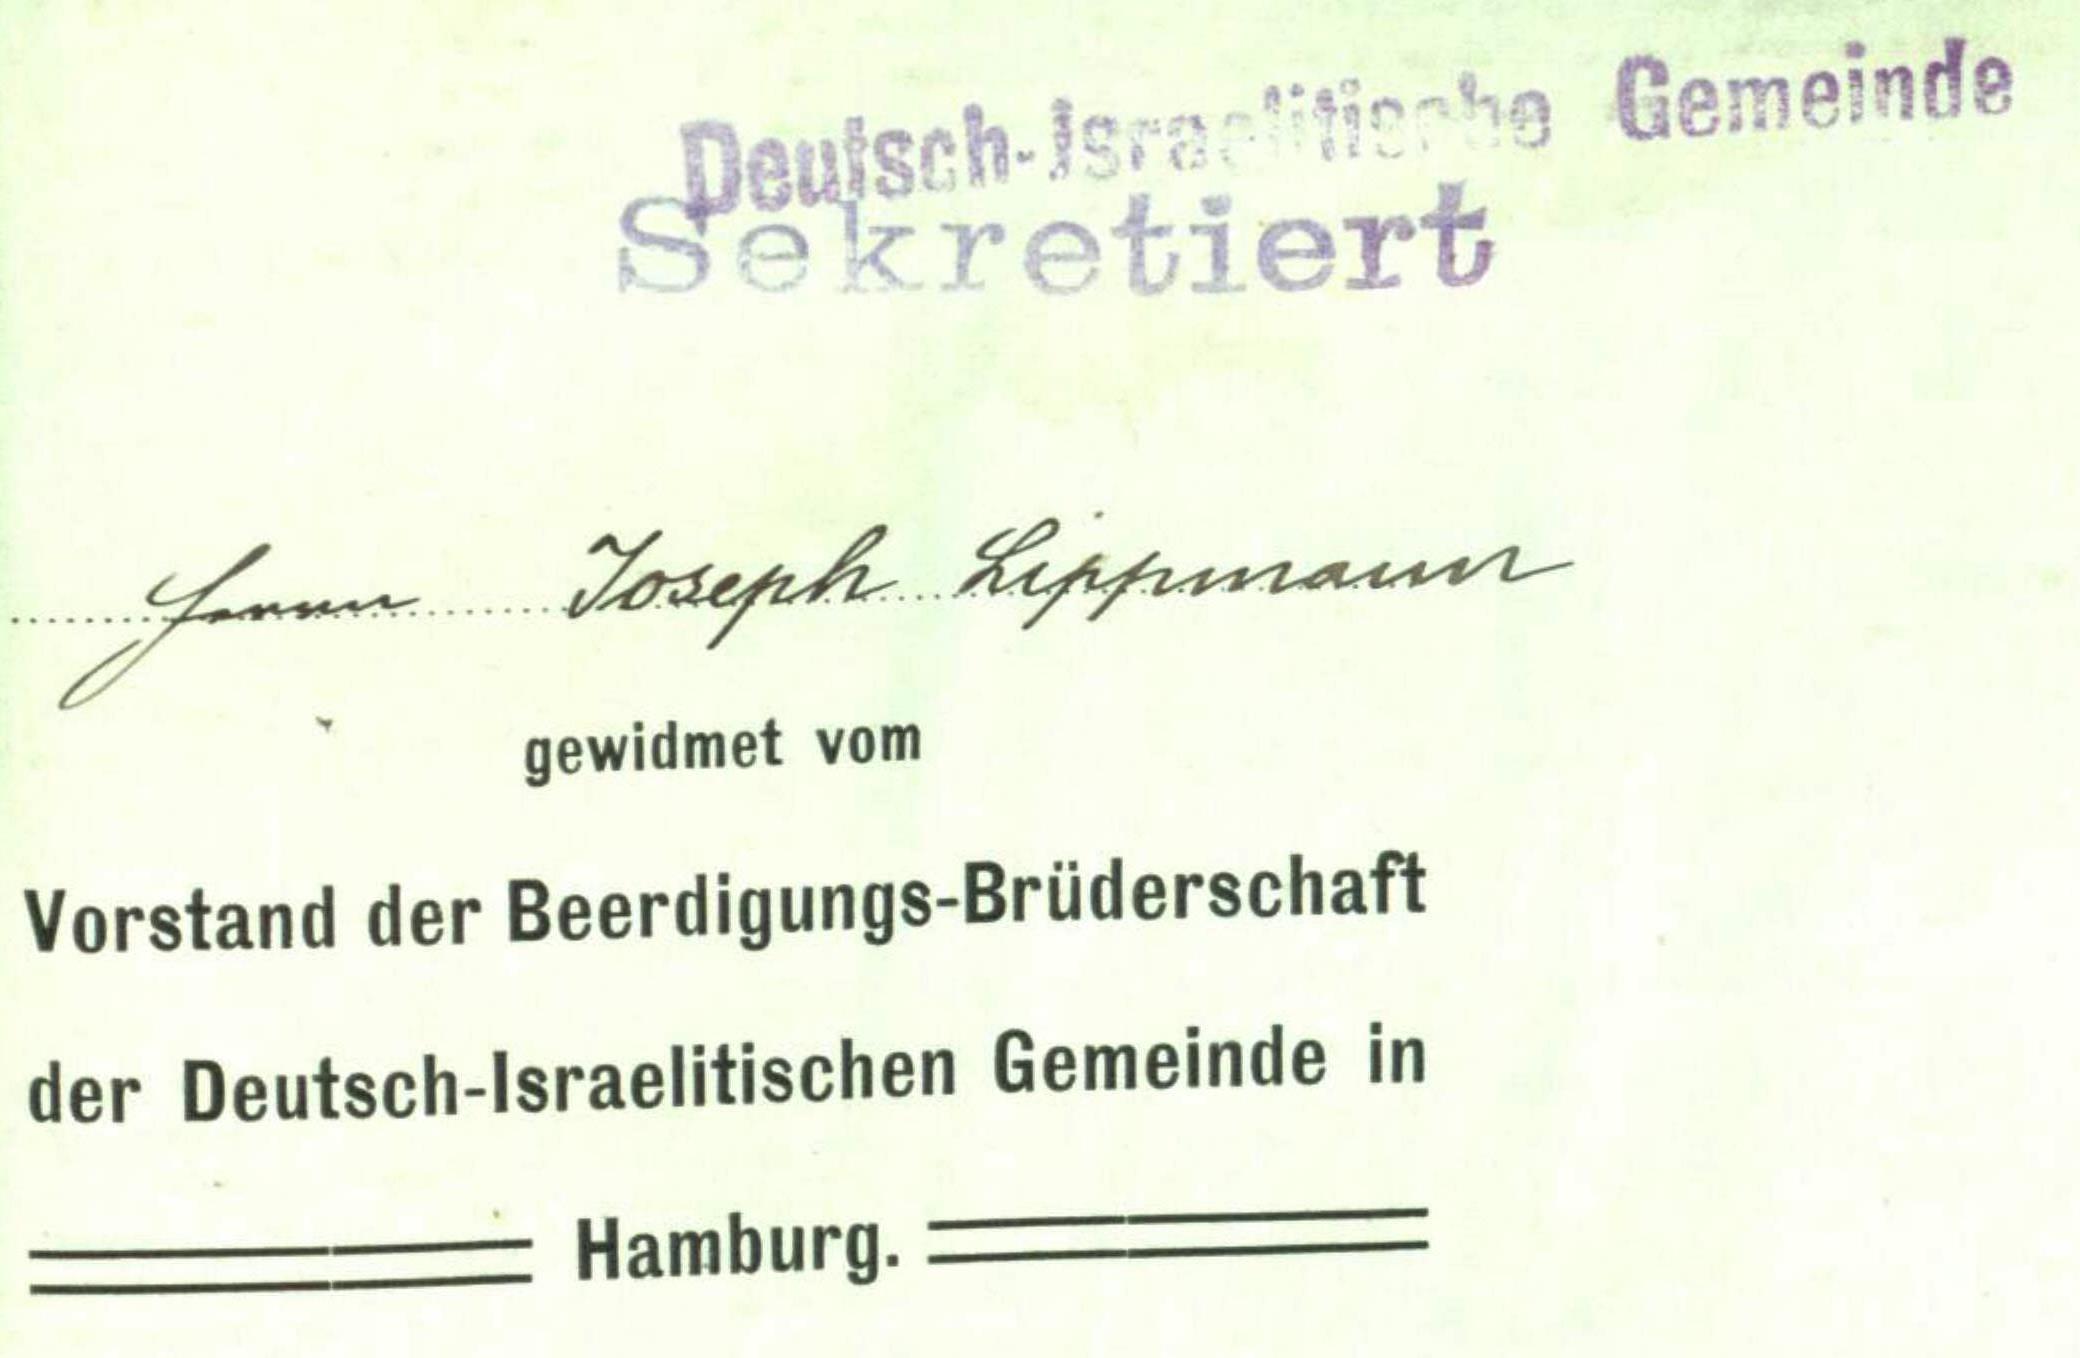 Deutsch-Israelitische Gemeinde
Sekretiert
Herrn Joseph Lippmann
gewidmet vom
Vorstand der Beerdigungs-Brüderschaft
der Deutsch-Israelitischen Gemeinde in
Hamburg.